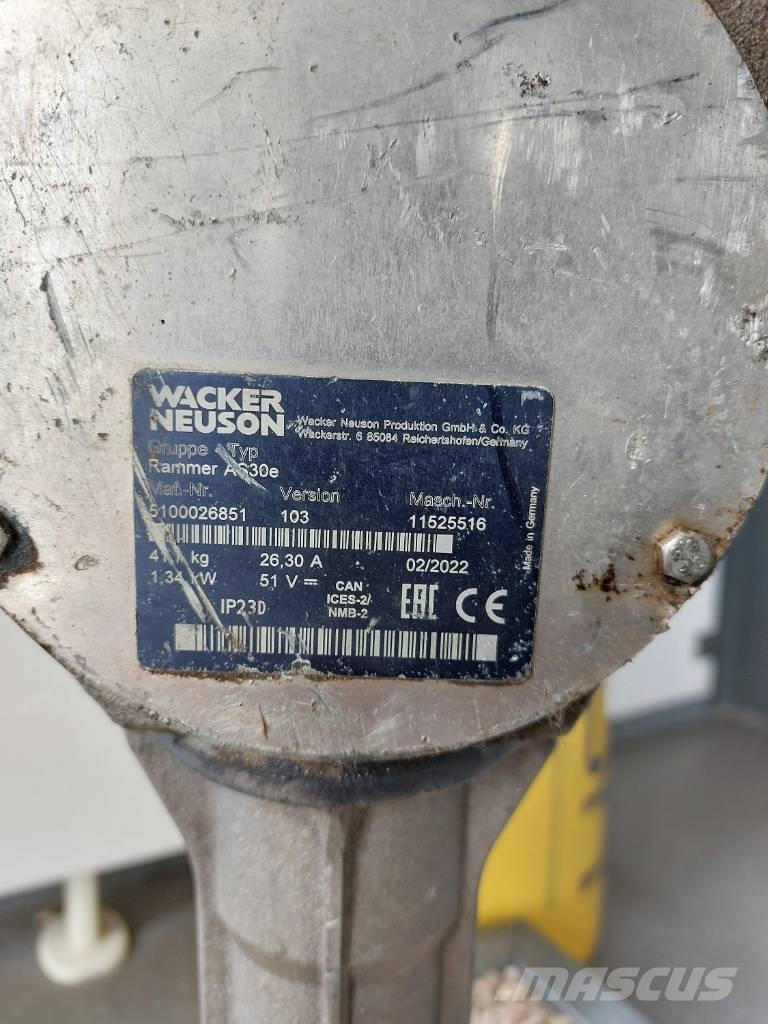 WACKER
NEUSON
Wacker Neuson Produktion GmbH & Co. KG
Wackerstr. 6 85084 Reichertshofen/Germany
Gruppe Typ
Rammer AS30e
Mat.-Nr. Version Masch.-Nr.
5100026851 103 11525516
kg 26,30 A 02/2022
1,34 kW 51 V ⎓ CAN
ICES-2/
NMB-2
IP23D
EAC CE
Made in Germany
MASCUS